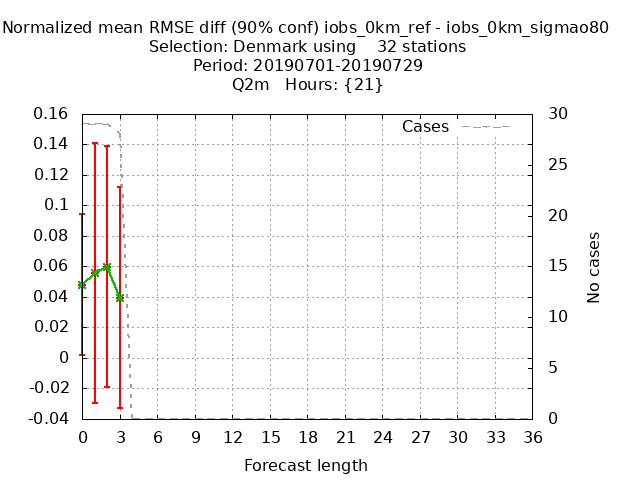 Normalized mean RMSE diff (90% conf) iobs_0km_ref - iobs_0km_sigmao80
Selection: Denmark using    32 stations
Period: 20190701-20190729
Q2m   Hours: {21}
Cases
0.16
0.14
0.12
0.1
0.08
0.06
0.04
0.02
0
-0.02
-0.04
30
25
20
15
10
5
0
No cases
0 3 6 9 12 15 18 21 24 27 30 33 36
Forecast length